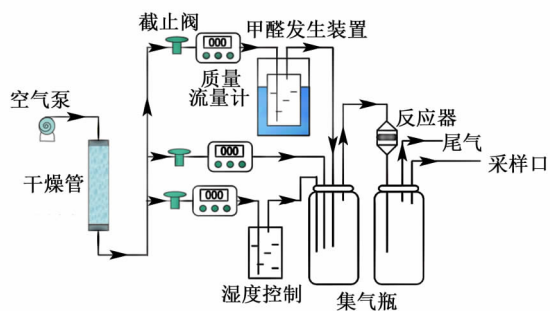 截止阀
000
甲醛发生装置
质量
流量计
空气泵
反应器
尾气
采样口
000
干燥管
000
湿度控制
集气瓶